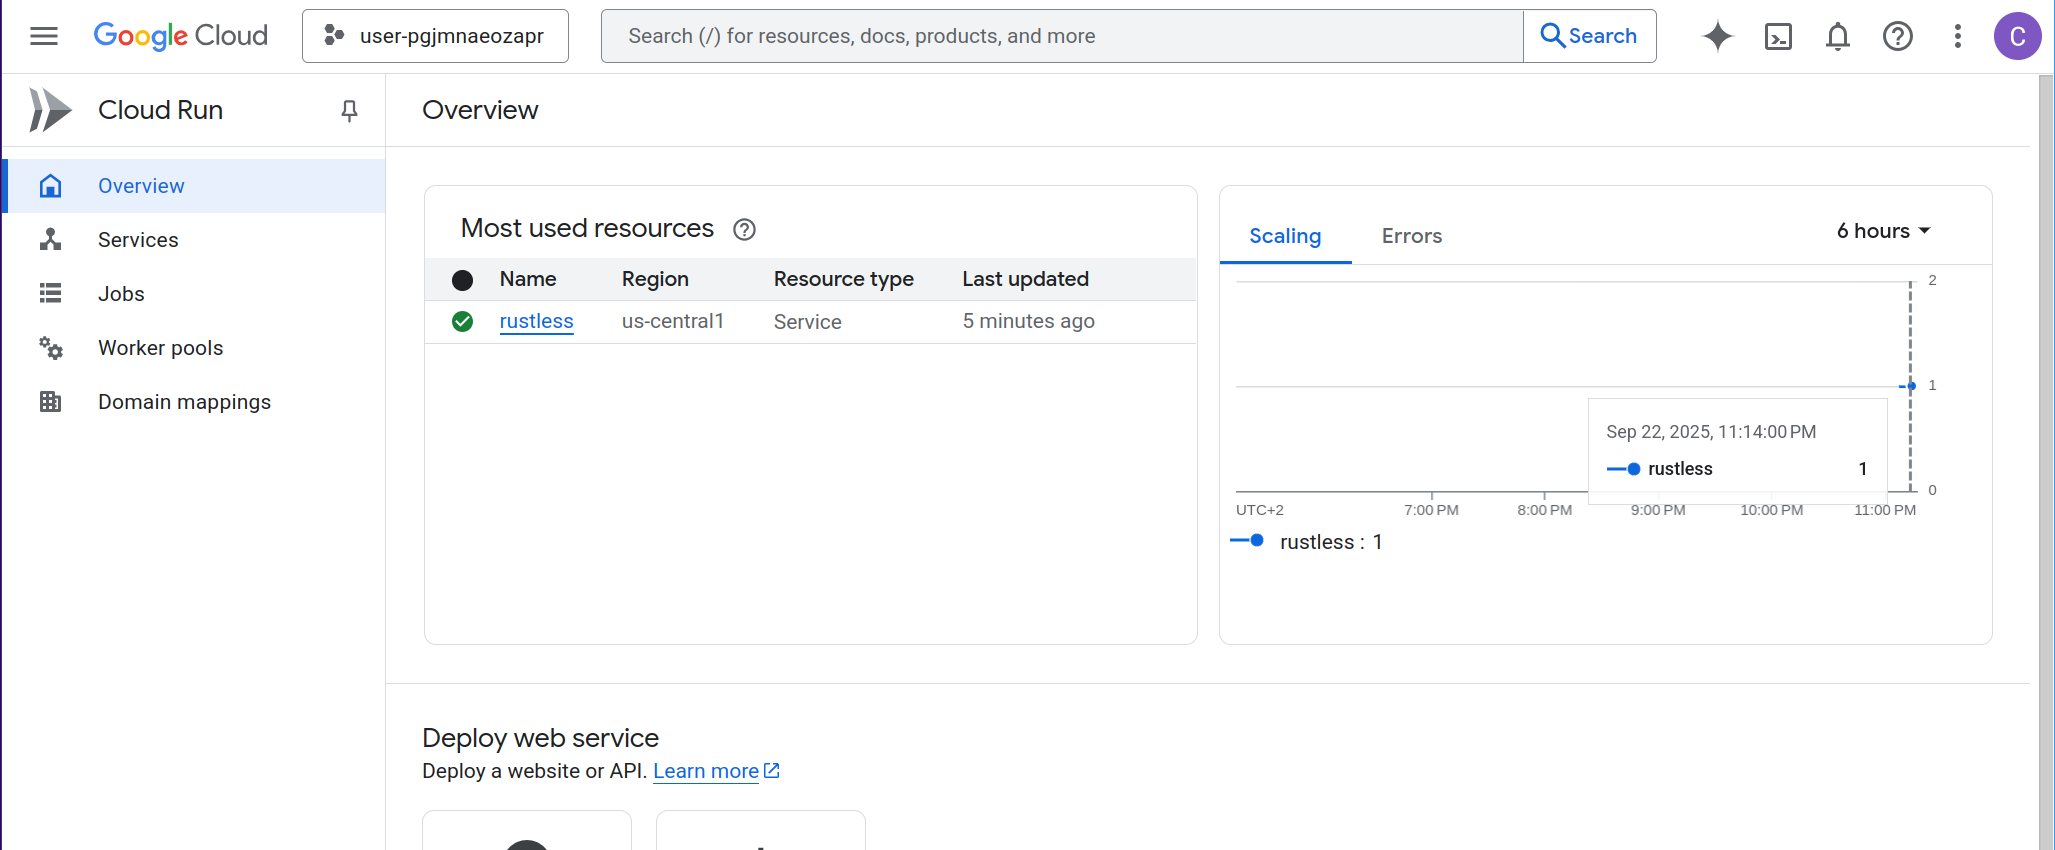 Google Cloud
user-pgjmnaeozapr
Search (/) for resources, docs, products, and more
Search
C
Cloud Run
Overview
Services
Jobs
Worker pools
Domain mappings
Overview
Most used resources
Name Region Resource type Last updated
rustless us-central1 Service 5 minutes ago
Scaling Errors 6 hours
2
1
0
Sep 22, 2025, 11:14:00 PM
rustless 1
UTC+2 7:00 PM 8:00 PM 9:00 PM 10:00 PM 11:00 PM
rustless : 1
Deploy web service
Deploy a website or API. Learn more